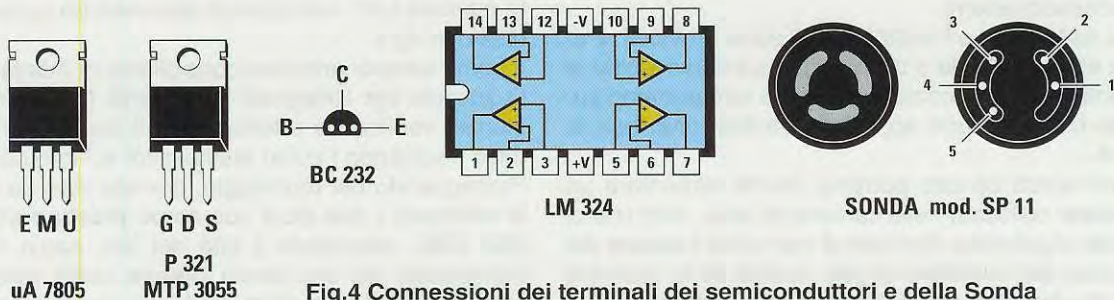 E M U
uA 7805
G D S
P 321
MTP 3055
C
B E
BC 232
14 13 12 -V 10 9 8
1 2 3 +V 5 6 7
LM 324
3 2
4 1
5
SONDA mod. SP 11
Fig.4 Connessioni dei terminali dei semiconduttori e della Sonda